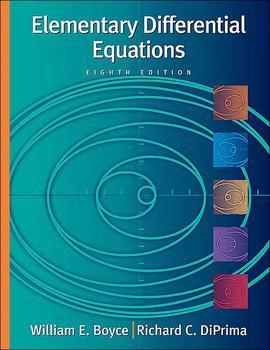 Elementary Differential
Equations
EIGHTH EDITION
William E. Boyce | Richard C. DiPrima